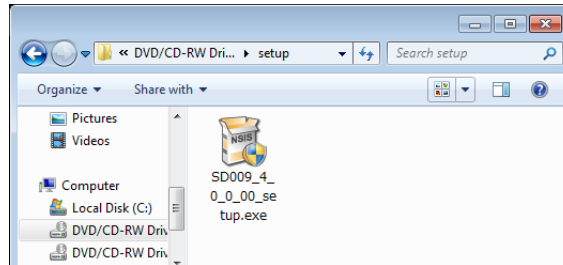 « DVD/CD-RW Dri... ▸ setup
Search setup
Organize ▾ Share with ▾
Pictures
Videos
Computer
Local Disk (C:)
DVD/CD-RW Driv
DVD/CD-RW Driv
NSIS
SD009_4_
0_0_00_se
tup.exe